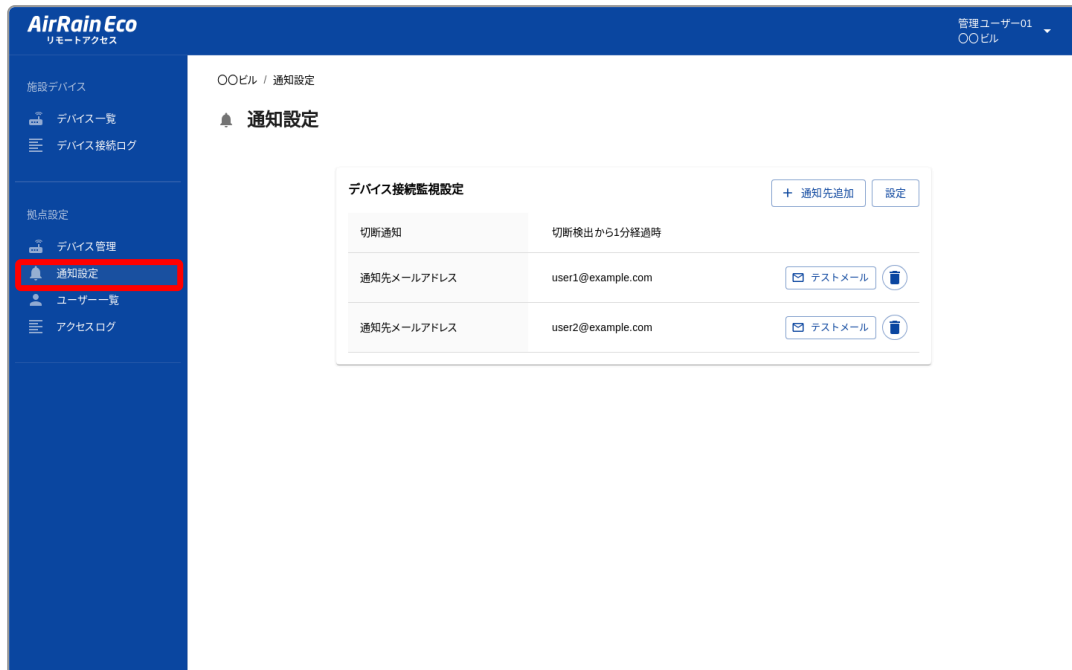 AirRain Eco
リモートアクセス
管理ユーザー01
〇〇ビル
施設デバイス
デバイス一覧
デバイス接続ログ
拠点設定
デバイス管理
通知設定
ユーザー一覧
アクセスログ
〇〇ビル / 通知設定
通知設定
デバイス接続監視設定
+ 通知先追加
設定
切断通知 切断検出から1分経過時
通知先メールアドレス user1@example.com テストメール
通知先メールアドレス user2@example.com テストメール